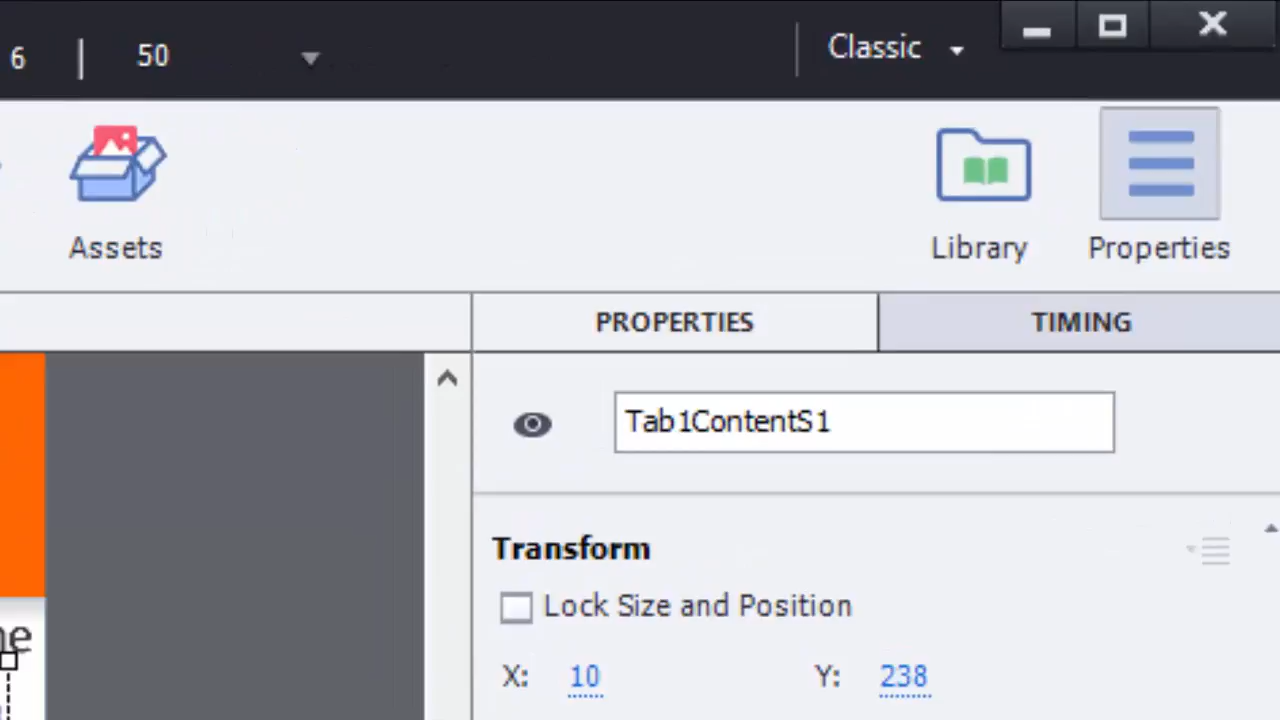 6 | 50
Classic
Assets
Library
Properties
PROPERTIES
TIMING
Tab1ContentS1
Transform
Lock Size and Position
X: 10 Y: 238